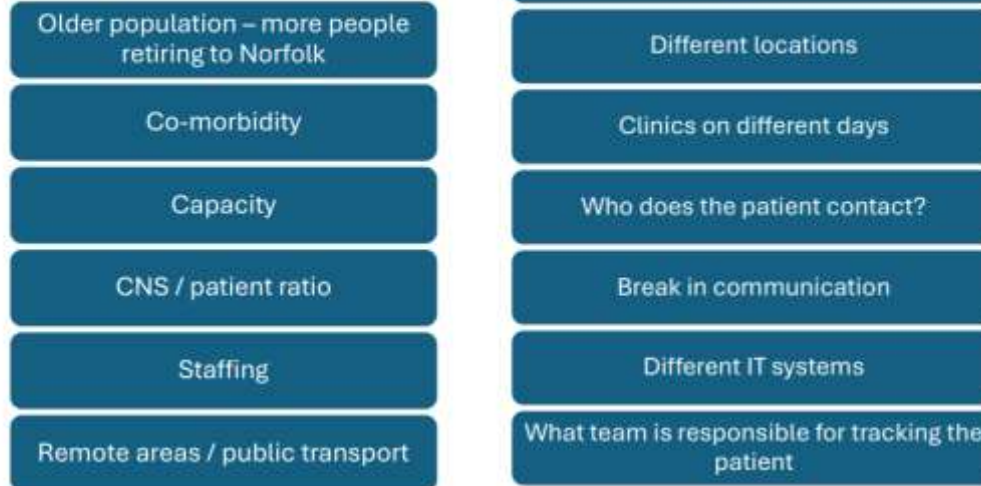 Older population – more people
retiring to Norfolk
Co-morbidity
Capacity
CNS / patient ratio
Staffing
Remote areas / public transport
Different locations
Clinics on different days
Who does the patient contact?
Break in communication
Different IT systems
What team is responsible for tracking the
patient